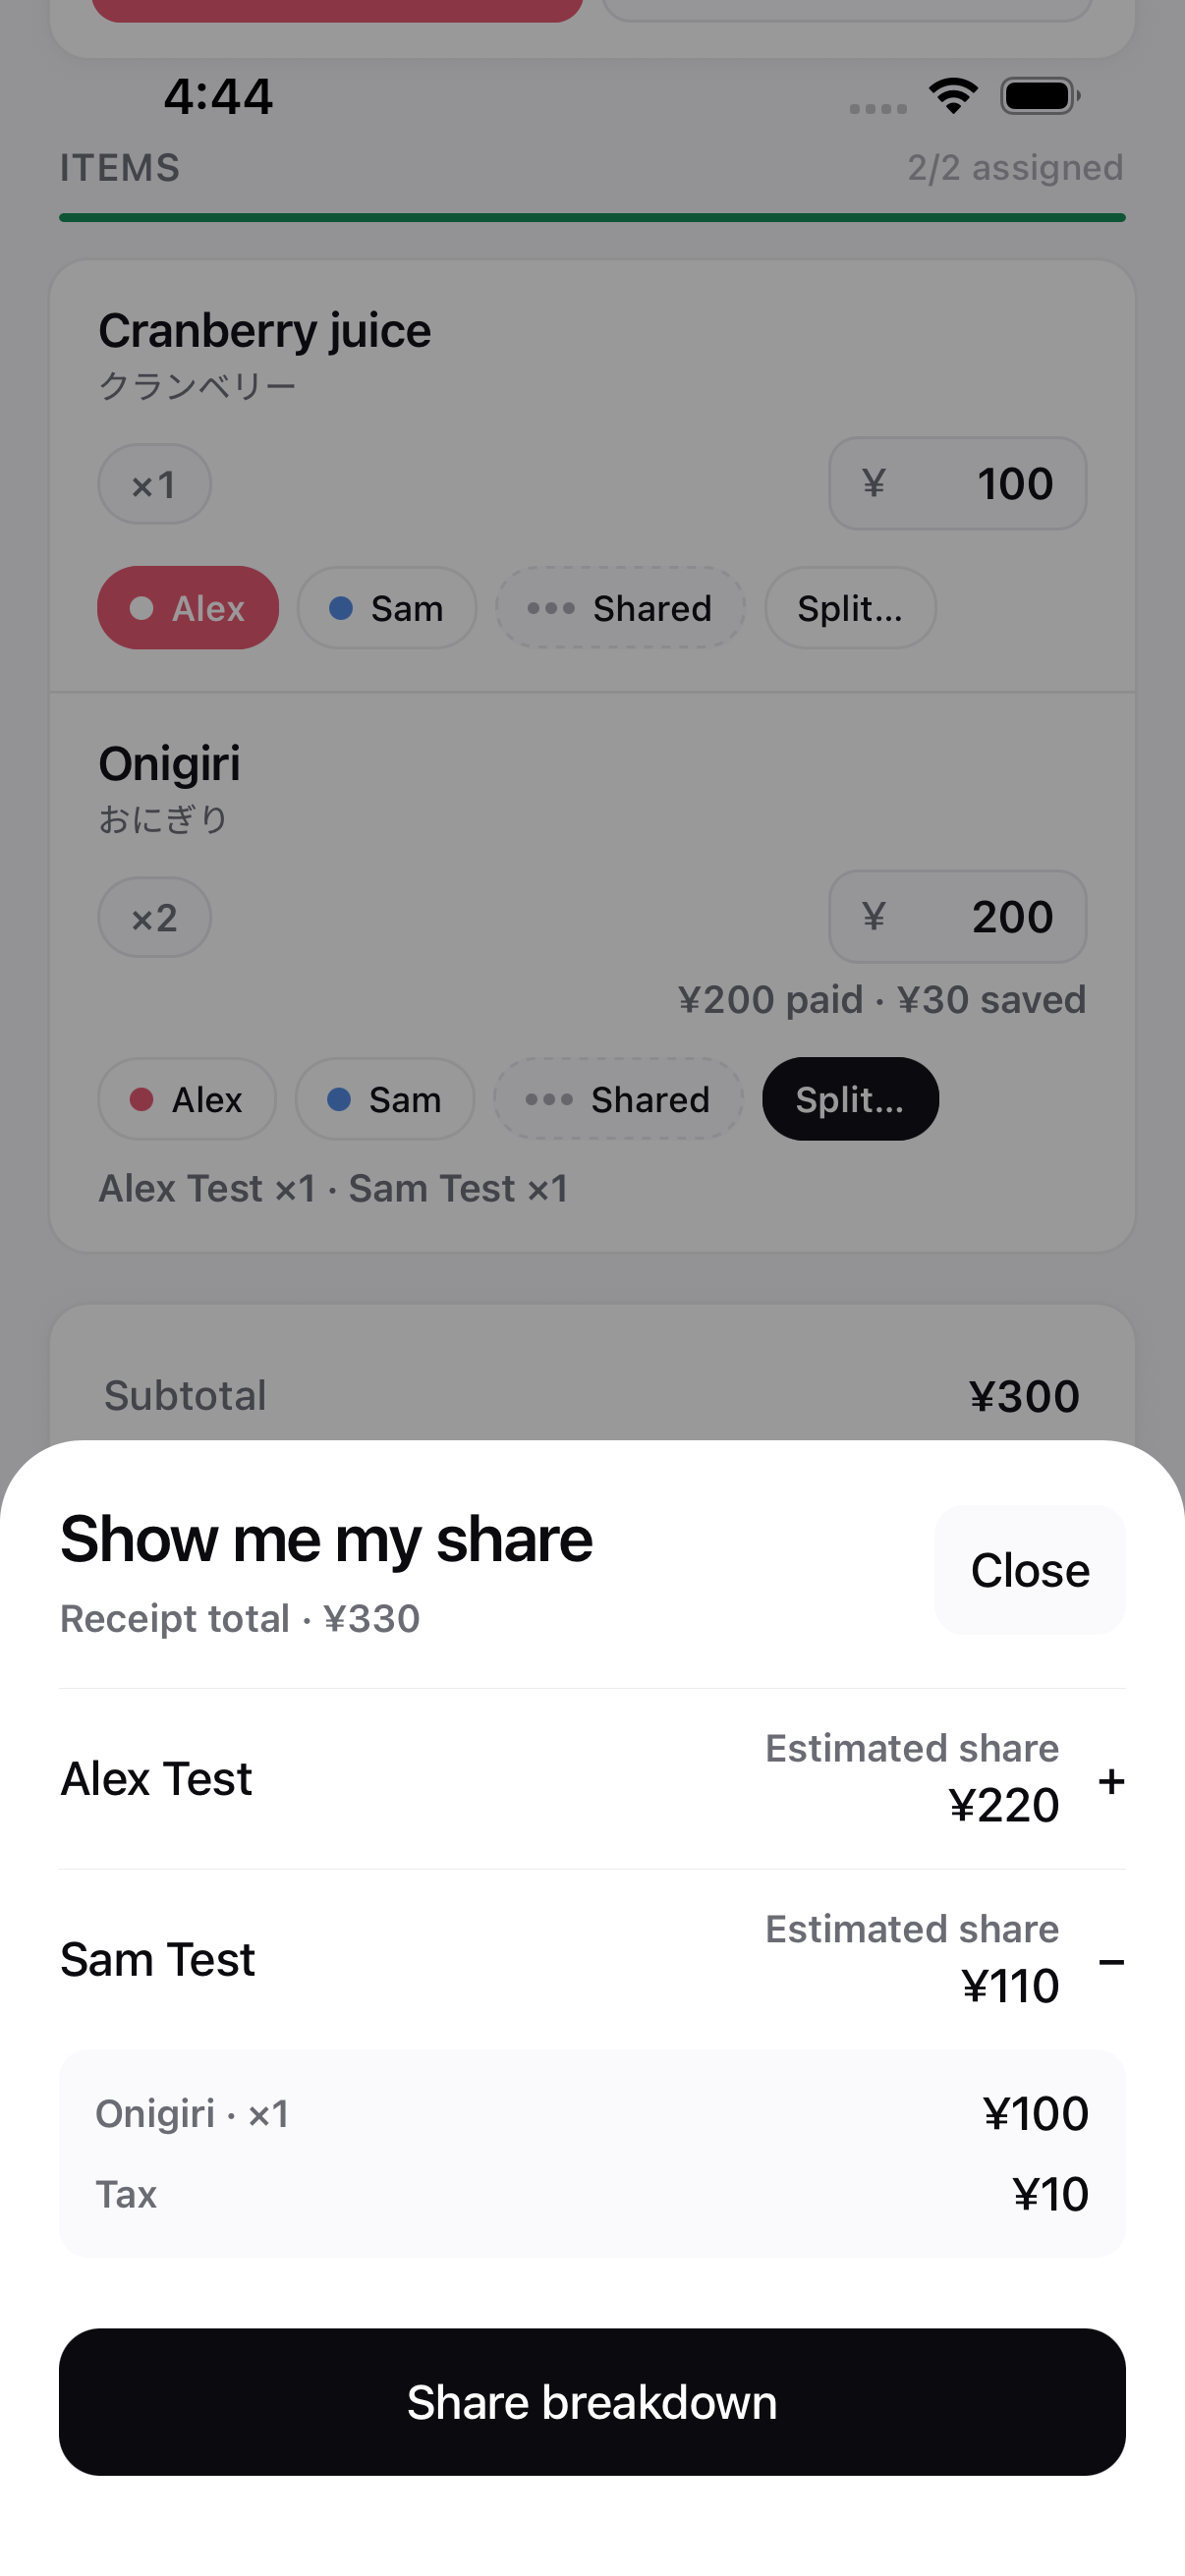 4:44
ITEMS 2/2 assigned
Cranberry juice
クランベリー
×1 ¥ 100
Alex Sam Shared Split...
Onigiri
おにぎり
×2 ¥ 200
¥200 paid · ¥30 saved
Alex Sam Shared Split...
Alex Test ×1 · Sam Test ×1
Subtotal ¥300
Show me my share Close
Receipt total · ¥330
Alex Test Estimated share ¥220 +
Sam Test Estimated share ¥110 −
Onigiri · ×1 ¥100
Tax ¥10
Share breakdown